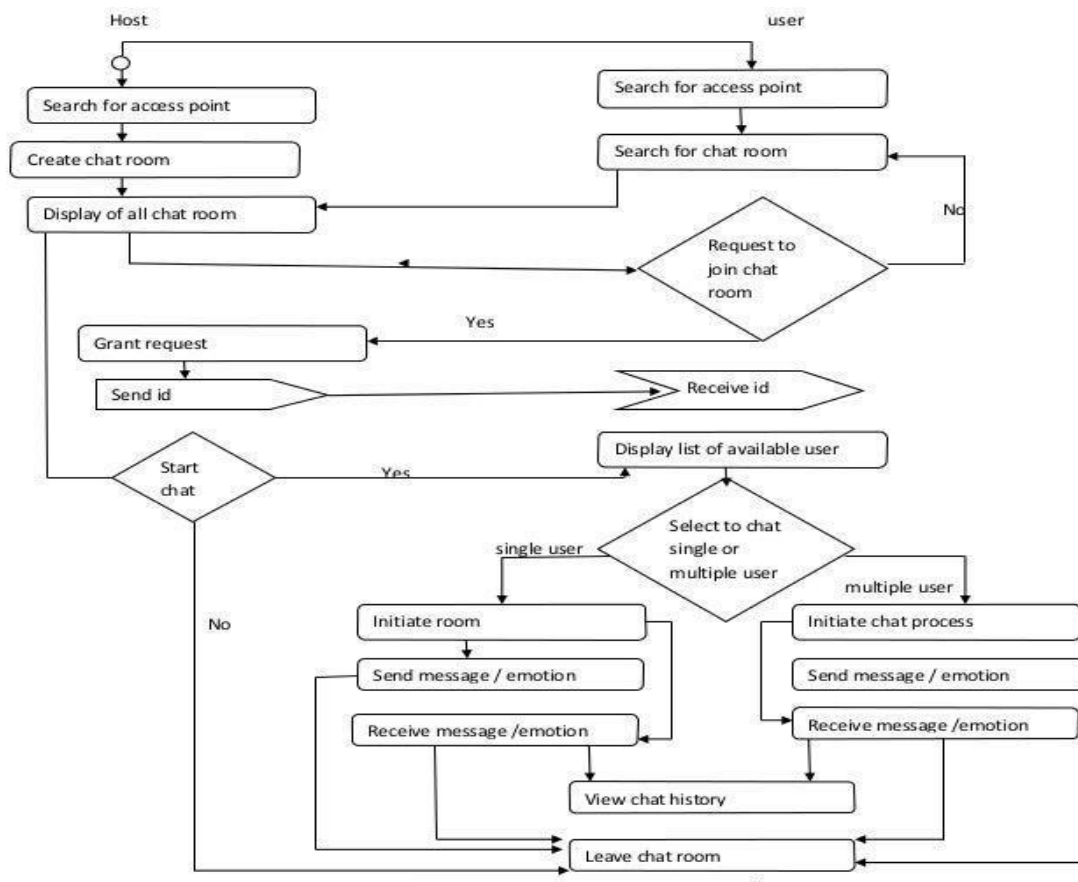 Host
user
Search for access point
Search for access point
Create chat room
Search for chat room
Display of all chat room
No
Request to
join chat
room
Yes
Grant request
Send id
Receive id
Display list of available user
Start
chat
Yes
Select to chat
single or
multiple user
single user
multiple user
No
Initiate room
Initiate chat process
Send message / emotion
Send message / emotion
Receive message /emotion
Receive message /emotion
View chat history
Leave chat room